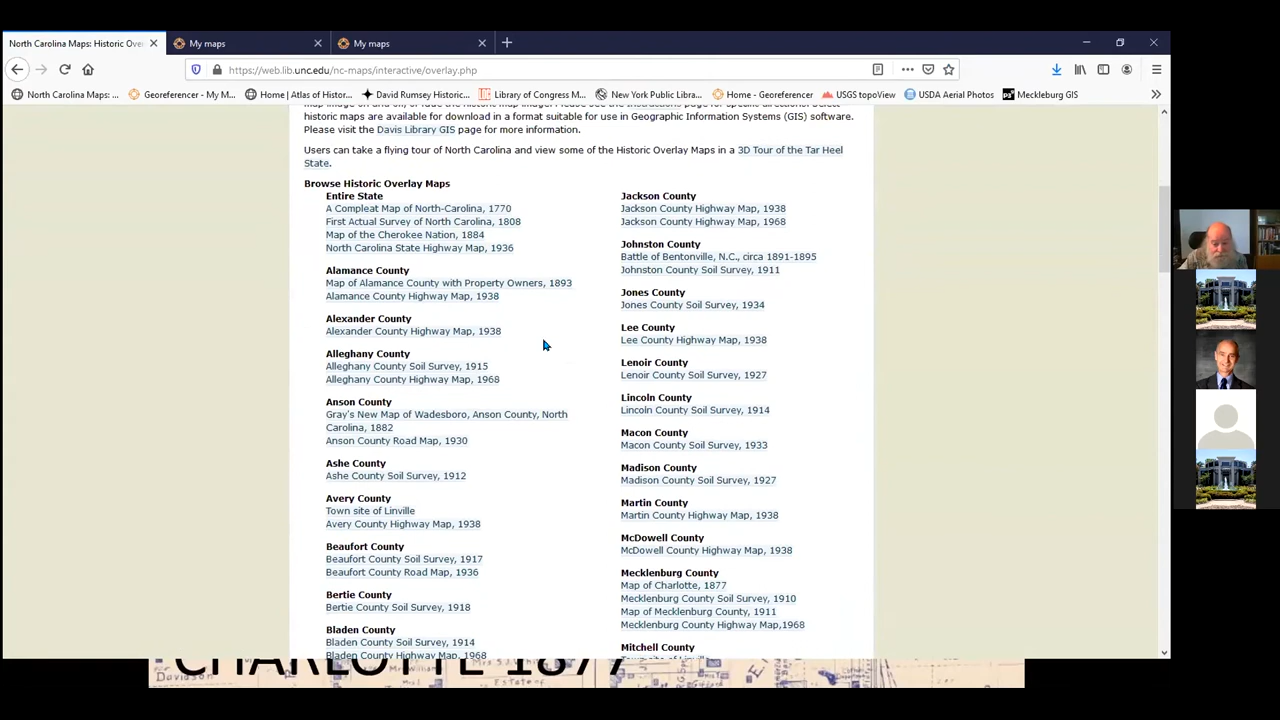 North Carolina Maps: Historic Over
My maps
My maps
https://web.lib.unc.edu/nc-maps/interactive/overlay.php
North Carolina Maps: ...
Georeferencer - My M...
Home | Atlas of Histor...
David Rumsey Historic...
Library of Congress M...
New York Public Libra...
Home - Georeferencer
USGS topoView
USDA Aerial Photos
Meckleburg GIS
historic maps are available for download in a format suitable for use in Geographic Information Systems (GIS) software.
Please visit the Davis Library GIS page for more information.
Users can take a flying tour of North Carolina and view some of the Historic Overlay Maps in a 3D Tour of the Tar Heel
State.
Browse Historic Overlay Maps
Entire State
A Compleat Map of North-Carolina, 1770
First Actual Survey of North Carolina, 1808
Map of the Cherokee Nation, 1884
North Carolina State Highway Map, 1936
Alamance County
Map of Alamance County with Property Owners, 1893
Alamance County Highway Map, 1938
Alexander County
Alexander County Highway Map, 1938
Alleghany County
Alleghany County Soil Survey, 1915
Alleghany County Highway Map, 1968
Anson County
Gray's New Map of Wadesboro, Anson County, North
Carolina, 1882
Anson County Road Map, 1930
Ashe County
Ashe County Soil Survey, 1912
Avery County
Town site of Linville
Avery County Highway Map, 1938
Beaufort County
Beaufort County Soil Survey, 1917
Beaufort County Road Map, 1936
Bertie County
Bertie County Soil Survey, 1918
Bladen County
Bladen County Soil Survey, 1914
Bladen County Highway Map, 1968
Jackson County
Jackson County Highway Map, 1938
Jackson County Highway Map, 1968
Johnston County
Battle of Bentonville, N.C., circa 1891-1895
Johnston County Soil Survey, 1911
Jones County
Jones County Soil Survey, 1934
Lee County
Lee County Highway Map, 1938
Lenoir County
Lenoir County Soil Survey, 1927
Lincoln County
Lincoln County Soil Survey, 1914
Macon County
Macon County Soil Survey, 1933
Madison County
Madison County Soil Survey, 1927
Martin County
Martin County Highway Map, 1938
McDowell County
McDowell County Highway Map, 1938
Mecklenburg County
Map of Charlotte, 1877
Mecklenburg County Soil Survey, 1910
Map of Mecklenburg County, 1911
Mecklenburg County Highway Map,1968
Mitchell County
Town site of Linville
CHARLOTTE 1877
Davidson
Estate of